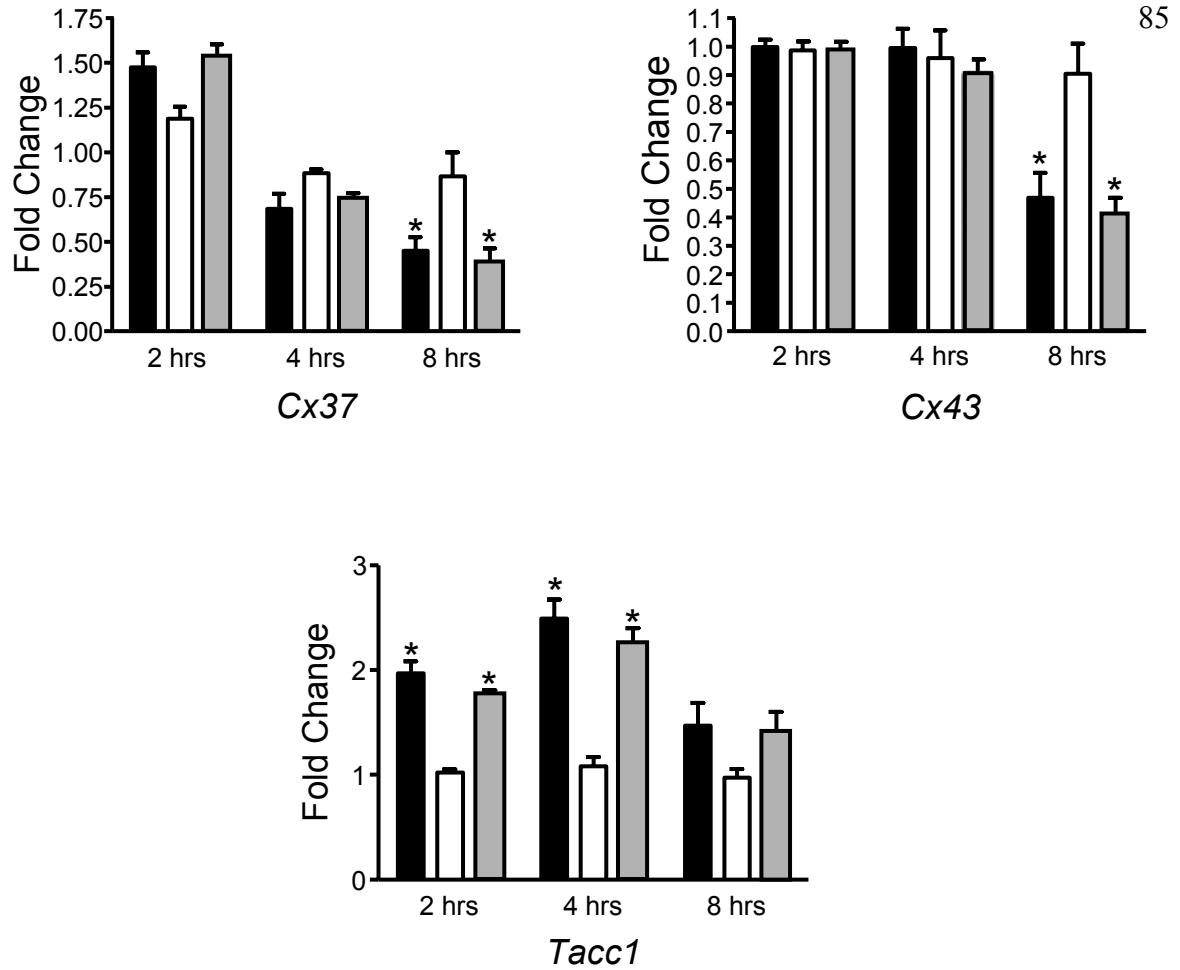 85
Fold Change
1.75
1.50
1.25
1.00
0.75
0.50
0.25
0.00
* *
2 hrs 4 hrs 8 hrs
Cx37
Fold Change
1.1
1.0
0.9
0.8
0.7
0.6
0.5
0.4
0.3
0.2
0.1
0.0
* *
2 hrs 4 hrs 8 hrs
Cx43
Fold Change
3
2
1
0
* * * *
2 hrs 4 hrs 8 hrs
Tacc1